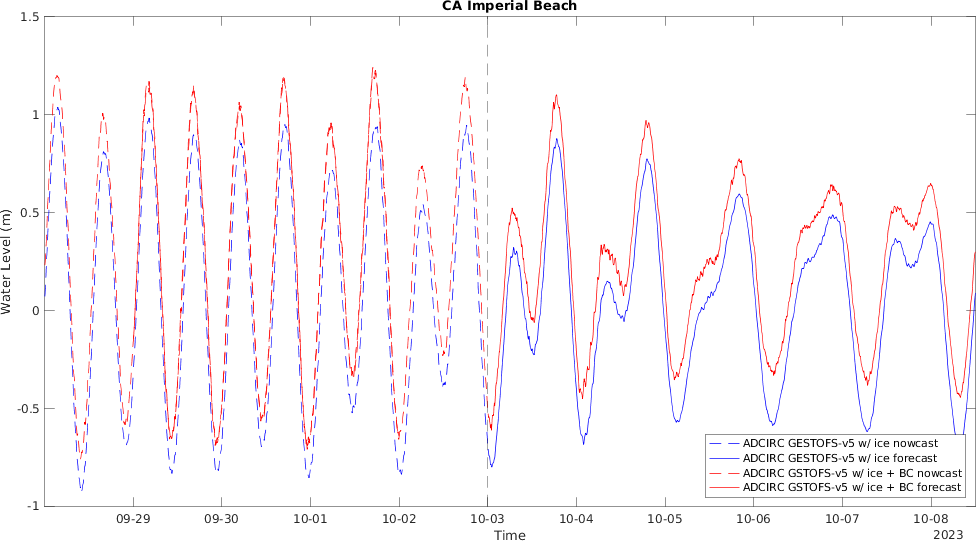 CA Imperial Beach
1.5
1
0.5
0
-0.5
-1
Water Level (m)
09-29 09-30 10-01 10-02 10-03 10-04 10-05 10-06 10-07 10-08
Time
2023
ADCIRC GESTOFS-v5 w/ ice nowcast
ADCIRC GESTOFS-v5 w/ ice forecast
ADCIRC GSTOFS-v5 w/ ice + BC nowcast
ADCIRC GSTOFS-v5 w/ ice + BC forecast